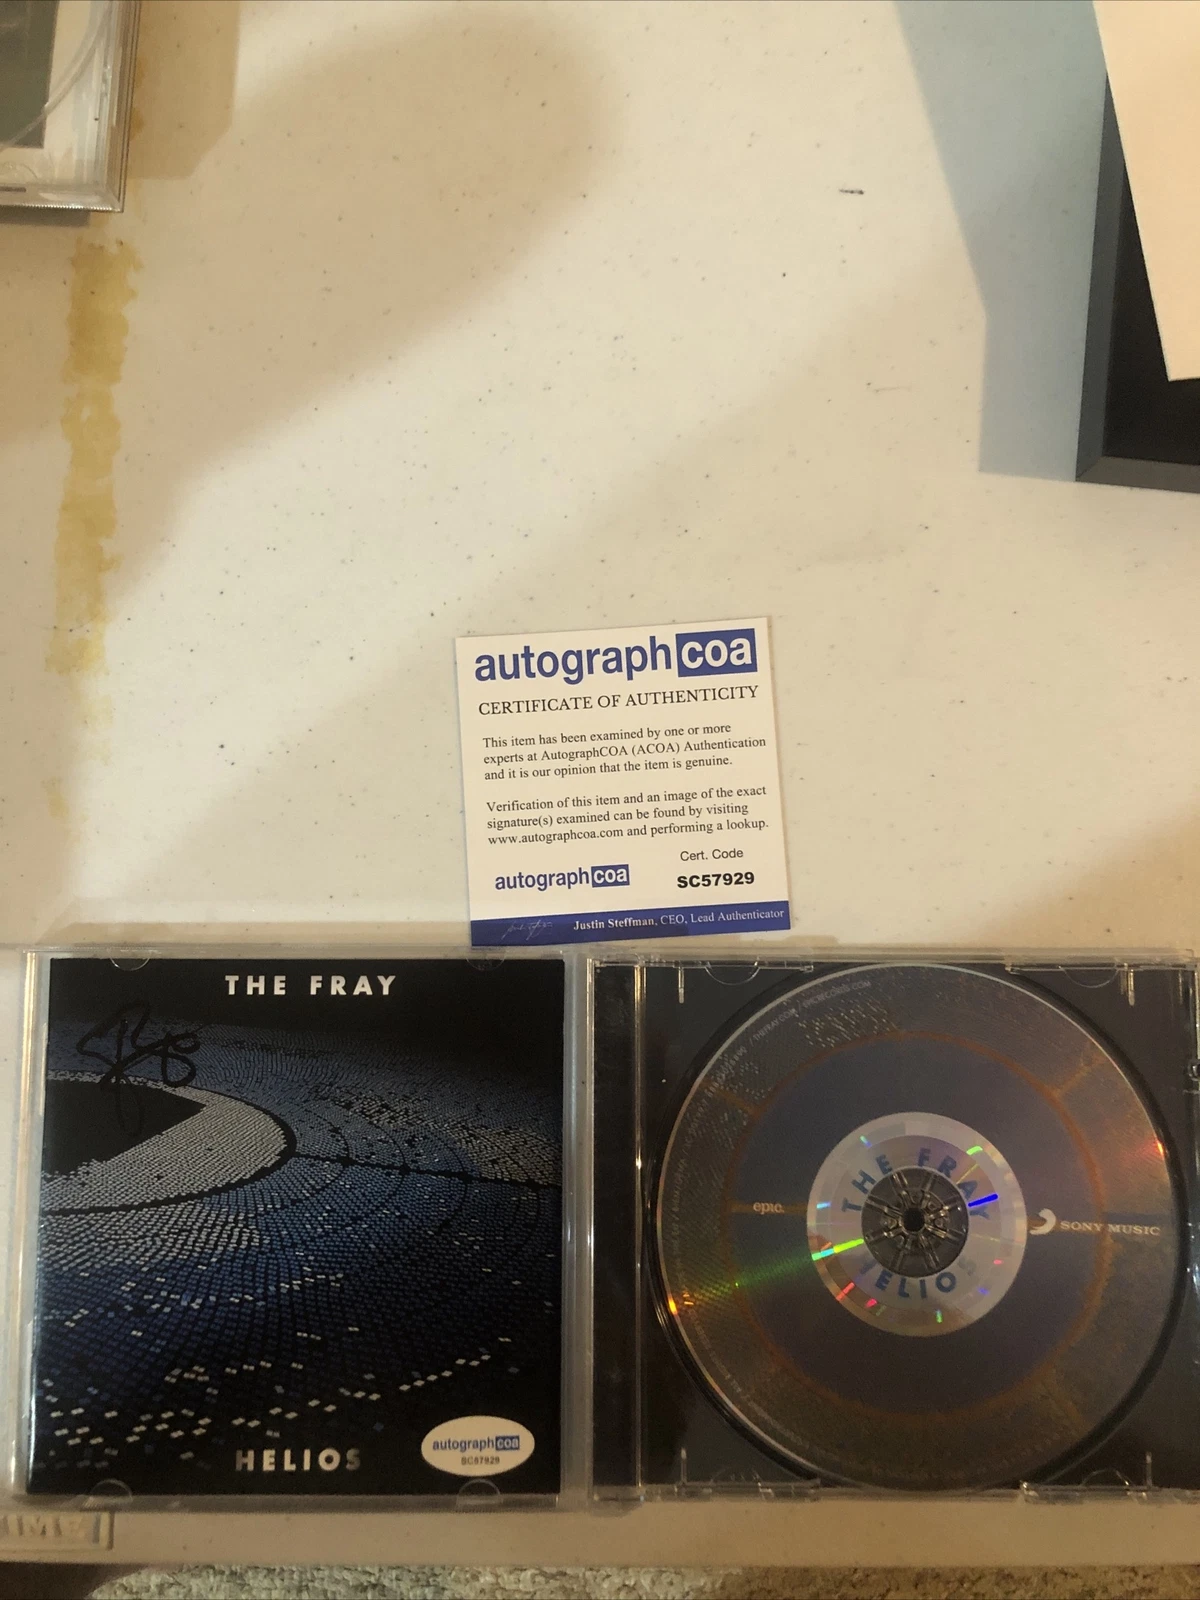 autographcoa
CERTIFICATE OF AUTHENTICITY
This item has been examined by one or more
experts at AutographCOA (ACOA) Authentication
and it is our opinion that the item is genuine.
Verification of this item and an image of the exact
signature(s) examined can be found by visiting
www.autographcoa.com and performing a lookup.
Cert. Code
autographcoa
SC57929
Justin Steffman, CEO, Lead Authenticator
THE FRAY
HELIOS
autographcoa
SC57929
THE FRAY
epic.
SONY MUSIC
HELIOS